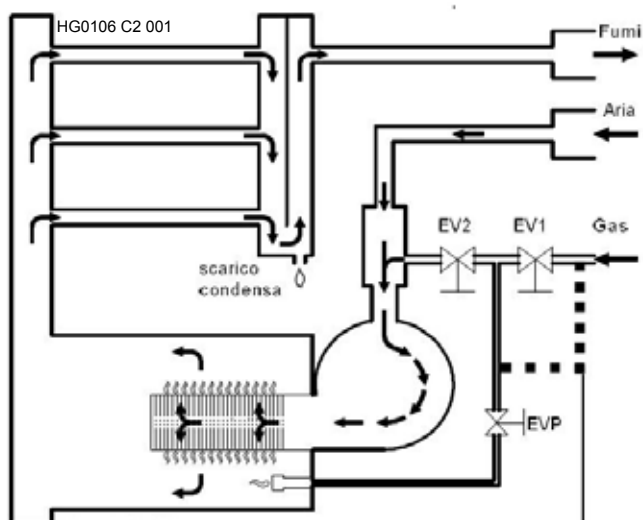 HG0106 C2 001
Fumi
Aria
EV2
EV1
Gas
scarico
condensa
EVP